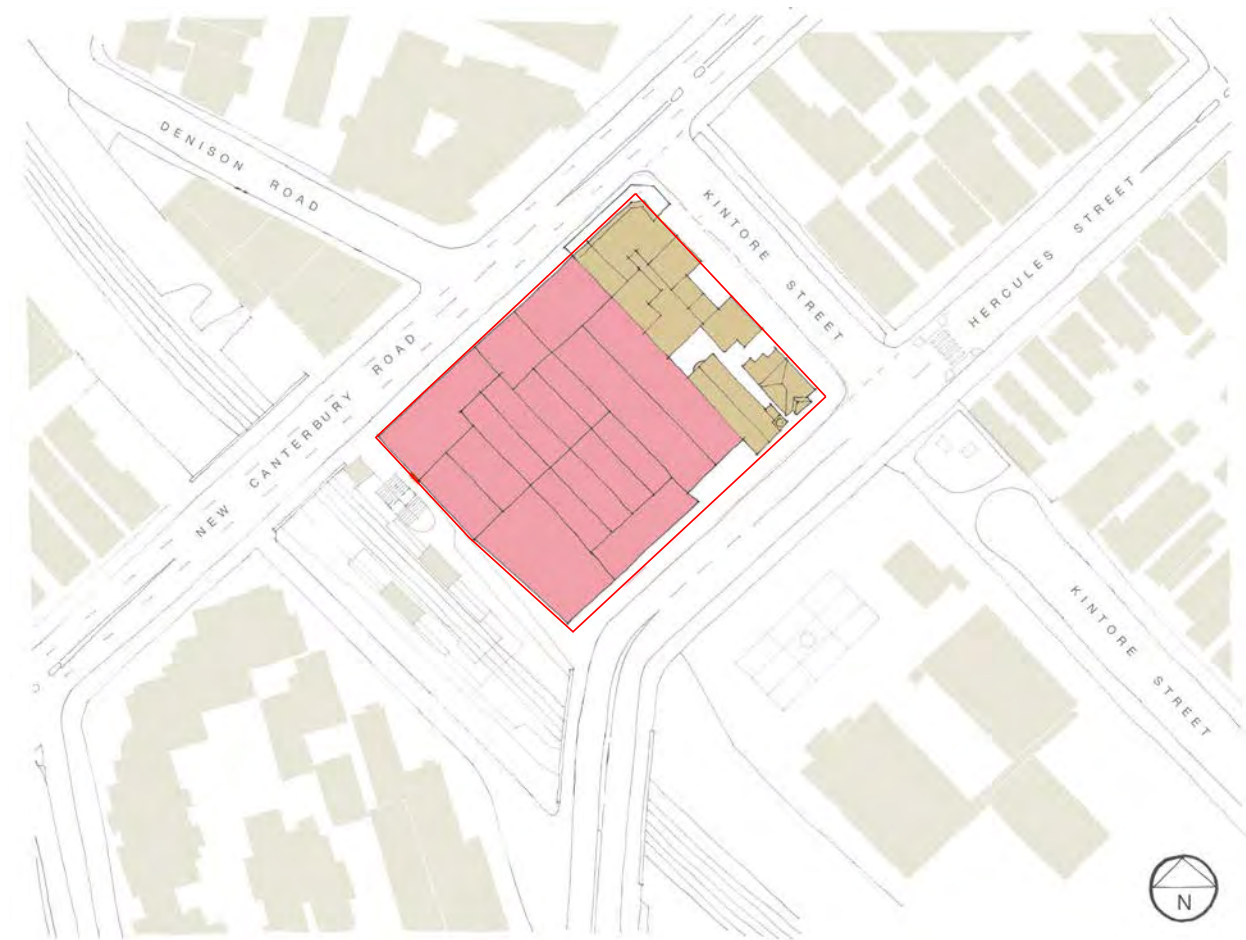 DENISON ROAD
KINTORE STREET
HERCULES STREET
NEW CANTERBURY ROAD
KINTORE STREET
N